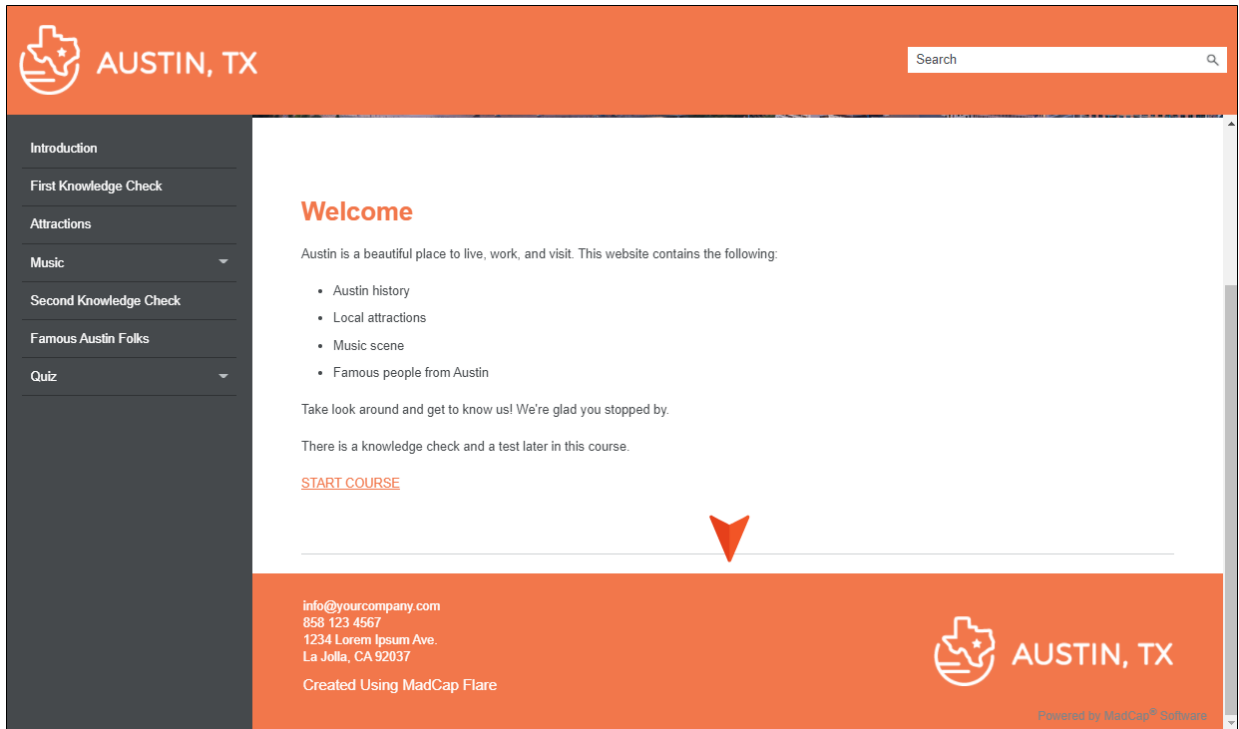 AUSTIN, TX
Search
Introduction
First Knowledge Check
Attractions
Music
Second Knowledge Check
Famous Austin Folks
Quiz
Welcome
Austin is a beautiful place to live, work, and visit. This website contains the following:
• Austin history
• Local attractions
• Music scene
• Famous people from Austin
Take look around and get to know us! We're glad you stopped by.
There is a knowledge check and a test later in this course.
START COURSE
info@yourcompany.com
858 123 4567
1234 Lorem Ipsum Ave.
La Jolla, CA 92037
Created Using MadCap Flare
AUSTIN, TX
Powered by MadCap® Software